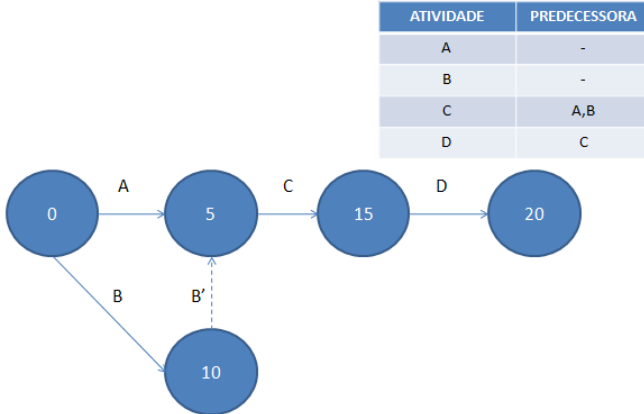 ATIVIDADE PREDECESSORA
A -
B -
C A,B
D C
A C D
0 5 15 20
B B’
10